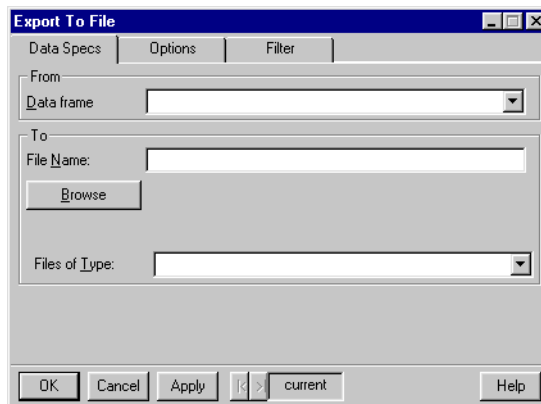 Export To File
Data Specs Options Filter
From
Data frame
To
File Name:
Browse
Files of Type:
OK Cancel Apply current Help